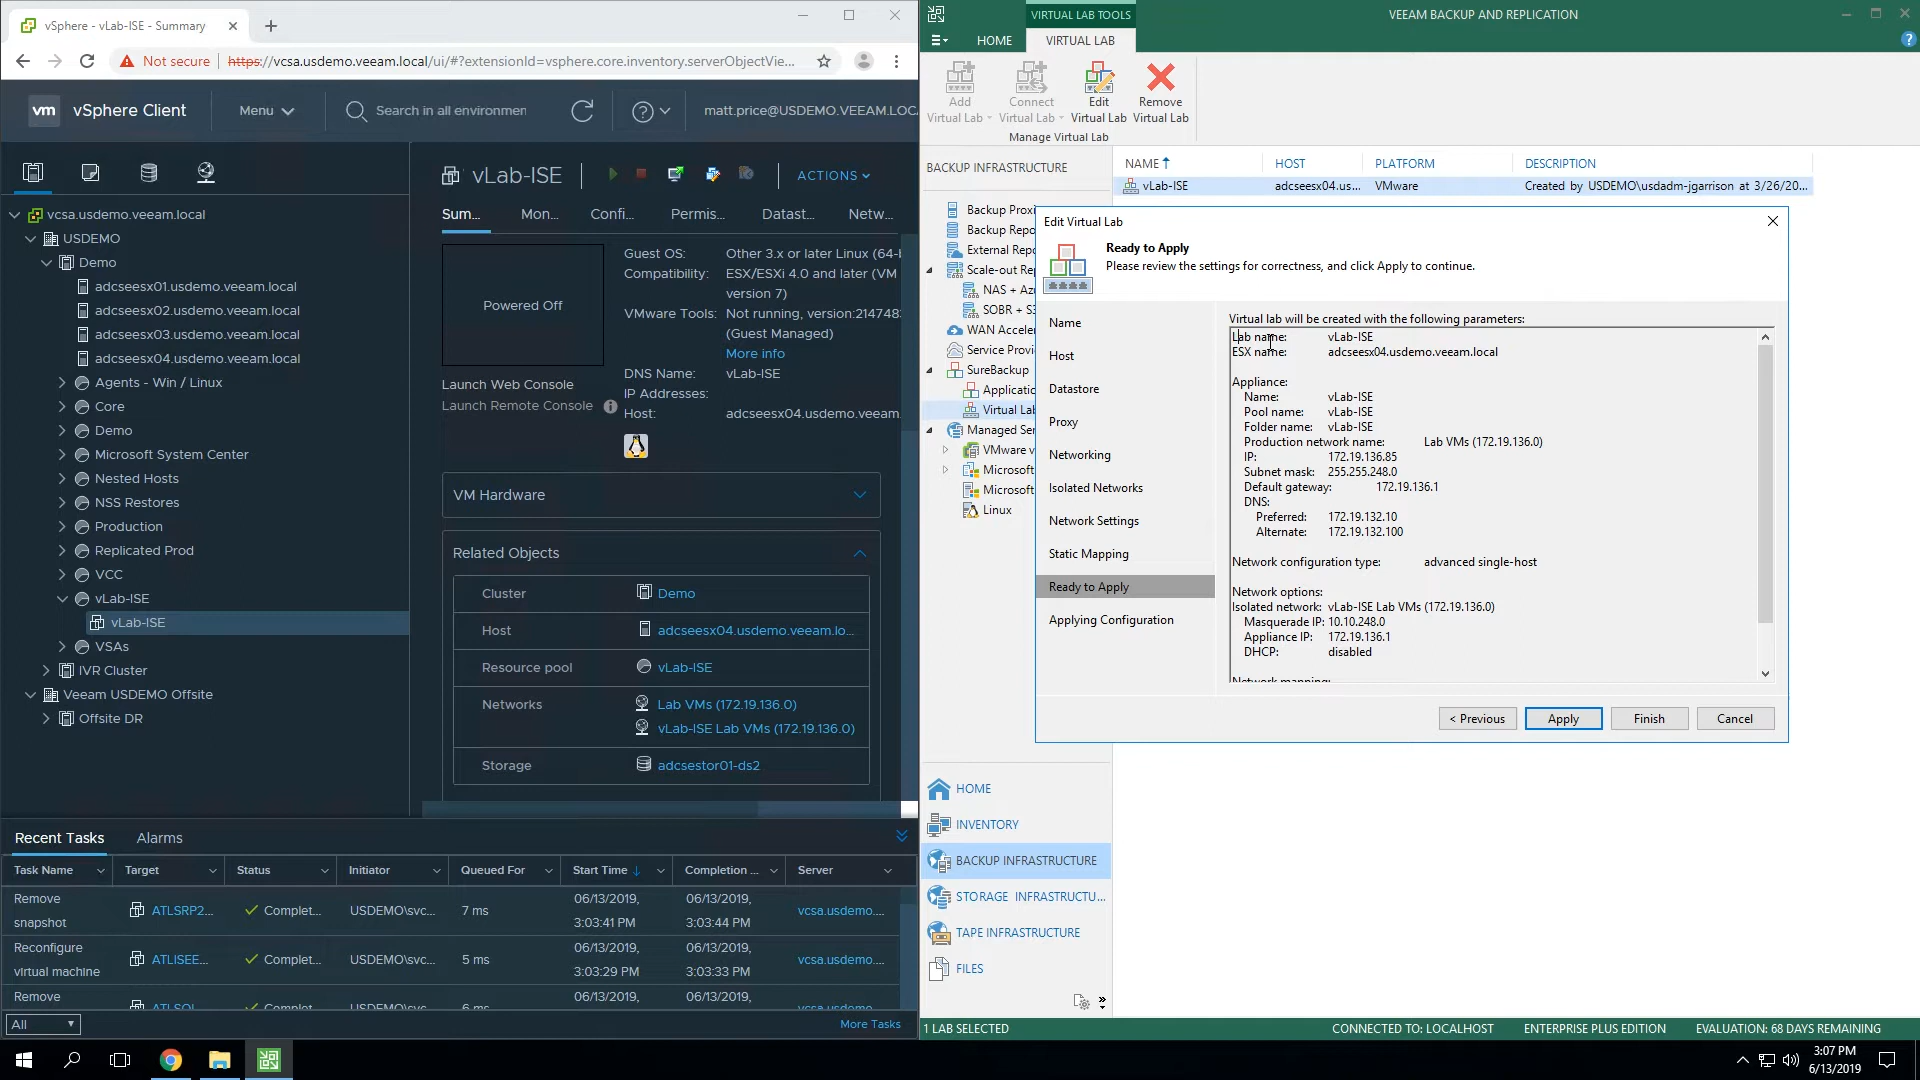 vSphere - vLab-ISE - Summary
Not secure
https://vcsa.usdemo.veeam.local/ui/#?extensionId=vsphere.core.inventory.serverObjectVie...
vm vSphere Client
Menu
Search in all environmen
matt.price@USDEMO.VEEAM.LOC
vcsa.usdemo.veeam.local
USDEMO
Demo
adcseesx01.usdemo.veeam.local
adcseesx02.usdemo.veeam.local
adcseesx03.usdemo.veeam.local
adcseesx04.usdemo.veeam.local
Agents - Win / Linux
Core
Demo
Microsoft System Center
Nested Hosts
NSS Restores
Production
Replicated Prod
VCC
vLab-ISE
vLab-ISE
VSAs
IVR Cluster
Veeam USDEMO Offsite
Offsite DR
vLab-ISE
ACTIONS
Sum... Mon... Confi... Permis... Datast... Netw...
Powered Off
Launch Web Console
Launch Remote Console
Guest OS: Other 3.x or later Linux (64-b
Compatibility: ESX/ESXi 4.0 and later (VM
version 7)
VMware Tools: Not running, version:2147483
(Guest Managed)
More info
DNS Name: vLab-ISE
IP Addresses:
Host: adcseesx04.usdemo.veeam.
VM Hardware
Related Objects
Cluster Demo
Host adcseesx04.usdemo.veeam.lo...
Resource pool vLab-ISE
Networks Lab VMs (172.19.136.0)
vLab-ISE Lab VMs (172.19.136.0)
Storage adcsestor01-ds2
Recent Tasks Alarms
Task Name Target Status Initiator Queued For Start Time Completion ... Server
Remove
snapshot ATLSRP2... Complet... USDEMO\svc... 7 ms 06/13/2019,
3:03:41 PM 06/13/2019,
3:03:44 PM vcsa.usdemo....
Reconfigure
virtual machine ATLISEE... Complet... USDEMO\svc... 5 ms 06/13/2019,
3:03:29 PM 06/13/2019,
3:03:33 PM vcsa.usdemo....
Remove ATLSQL Complet... USDEMO\svc... 6 ms 06/13/2019, 06/13/2019, vcsa.usdemo....
All
More Tasks
VIRTUAL LAB TOOLS
VEEAM BACKUP AND REPLICATION
HOME VIRTUAL LAB
Add
Virtual Lab
Connect
Virtual Lab
Edit
Virtual Lab
Remove
Virtual Lab
Manage Virtual Lab
BACKUP INFRASTRUCTURE
Backup Proxi
Backup Repo
External Repo
Scale-out Rep
NAS + Azu
SOBR + S3
WAN Acceler
Service Provi
SureBackup
Applicatio
Virtual Lab
Managed Ser
VMware v
Microsoft
Microsoft
Linux
NAME HOST PLATFORM DESCRIPTION
vLab-ISE adcseesx04.us... VMware Created by USDEMO\usdadm-jgarrison at 3/26/20...
Edit Virtual Lab
Ready to Apply
Please review the settings for correctness, and click Apply to continue.
Name
Host
Datastore
Proxy
Networking
Isolated Networks
Network Settings
Static Mapping
Ready to Apply
Applying Configuration
Virtual lab will be created with the following parameters:
Lab name: vLab-ISE
ESX name: adcseesx04.usdemo.veeam.local
Appliance:
Name: vLab-ISE
Pool name: vLab-ISE
Folder name: vLab-ISE
Production network name: Lab VMs (172.19.136.0)
IP: 172.19.136.85
Subnet mask: 255.255.248.0
Default gateway: 172.19.136.1
DNS:
Preferred: 172.19.132.10
Alternate: 172.19.132.100
Network configuration type: advanced single-host
Network options:
Isolated network: vLab-ISE Lab VMs (172.19.136.0)
Masquerade IP: 10.10.248.0
Appliance IP: 172.19.136.1
DHCP: disabled
Network mapping:
< Previous Apply Finish Cancel
HOME
INVENTORY
BACKUP INFRASTRUCTURE
STORAGE INFRASTRUCTU...
TAPE INFRASTRUCTURE
FILES
1 LAB SELECTED
CONNECTED TO: LOCALHOST
ENTERPRISE PLUS EDITION
EVALUATION: 68 DAYS REMAINING
3:07 PM
6/13/2019